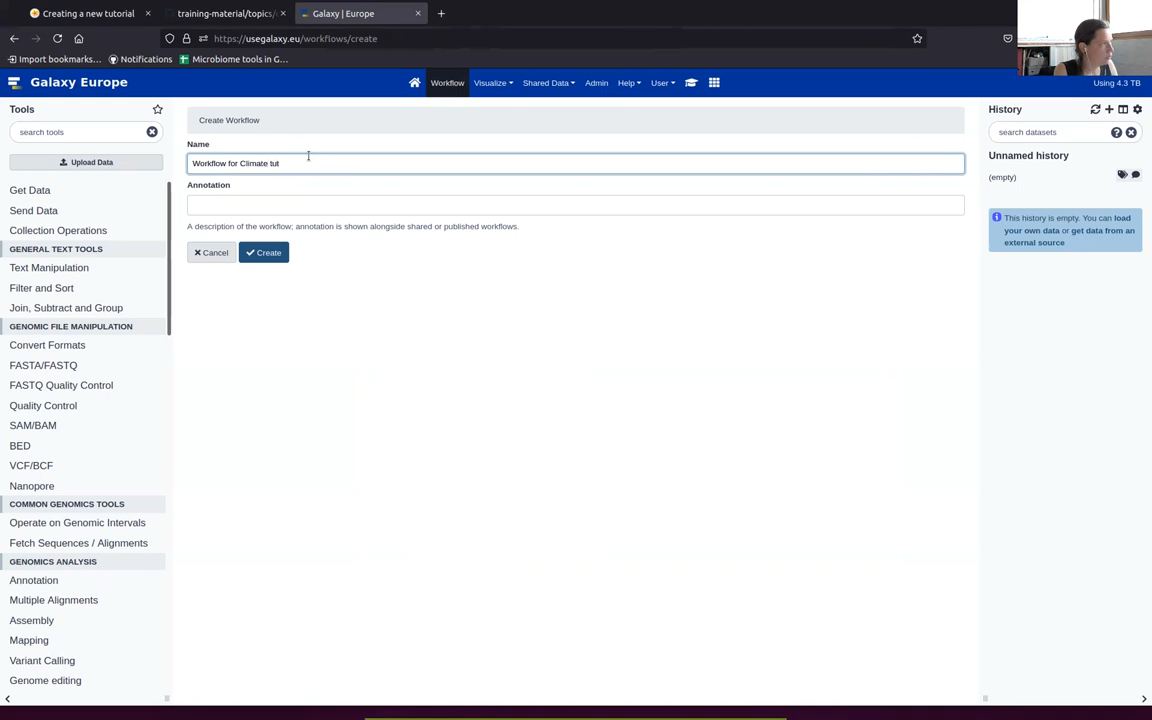 Creating a new tutorial
training-material/topics/
Galaxy | Europe
https://usegalaxy.eu/workflows/create
Import bookmarks...
Notifications
Microbiome tools in G...
Galaxy Europe
Workflow
Visualize
Shared Data
Admin
Help
User
Using 4.3 TB
Tools
search tools
Upload Data
Get Data
Send Data
Collection Operations
GENERAL TEXT TOOLS
Text Manipulation
Filter and Sort
Join, Subtract and Group
GENOMIC FILE MANIPULATION
Convert Formats
FASTA/FASTQ
FASTQ Quality Control
Quality Control
SAM/BAM
BED
VCF/BCF
Nanopore
COMMON GENOMICS TOOLS
Operate on Genomic Intervals
Fetch Sequences / Alignments
GENOMICS ANALYSIS
Annotation
Multiple Alignments
Assembly
Mapping
Variant Calling
Genome editing
Create Workflow
Name
Workflow for Climate tut
Annotation
A description of the workflow; annotation is shown alongside shared or published workflows.
Cancel
Create
History
search datasets
Unnamed history
(empty)
This history is empty. You can load
your own data or get data from an
external source